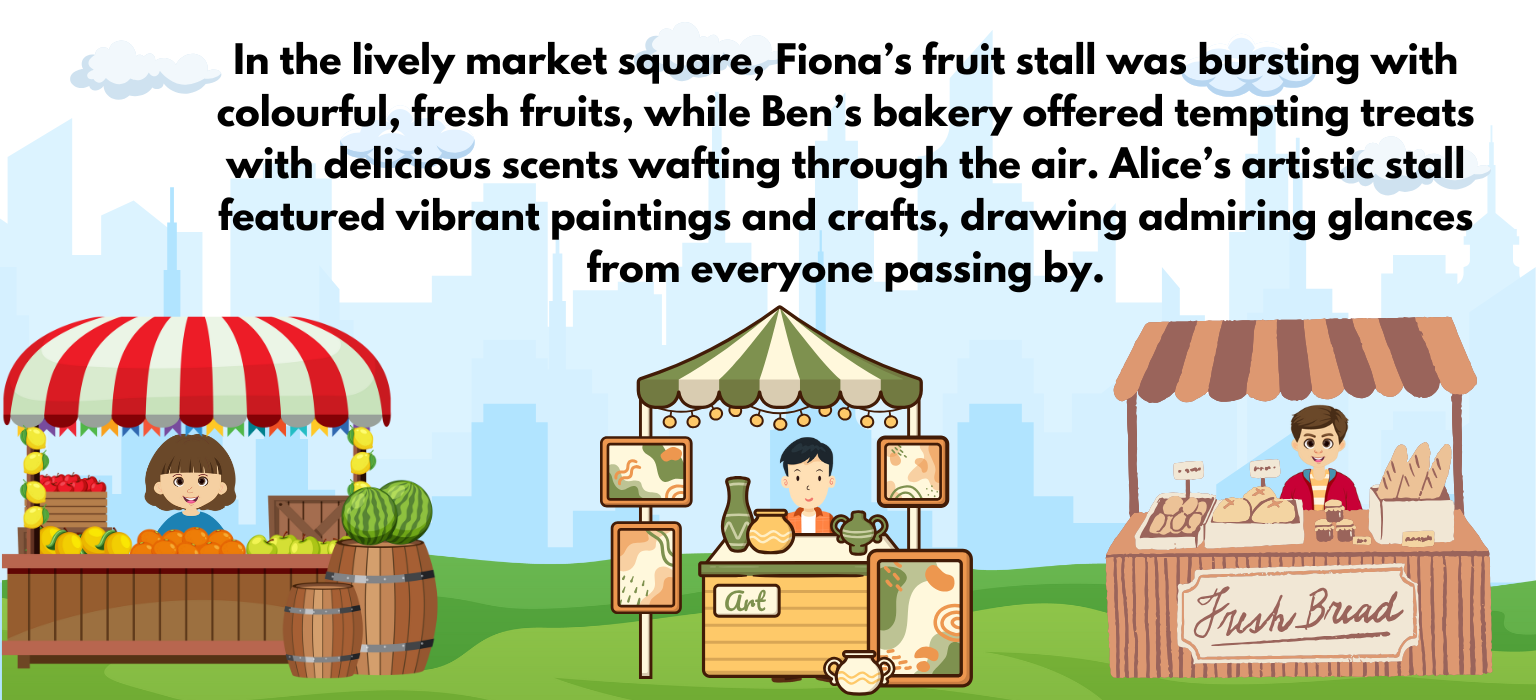 In the lively market square, Fiona’s fruit stall was bursting with
colourful, fresh fruits, while Ben’s bakery offered tempting treats
with delicious scents wafting through the air. Alice’s artistic stall
featured vibrant paintings and crafts, drawing admiring glances
from everyone passing by.
Art
Fresh Bread